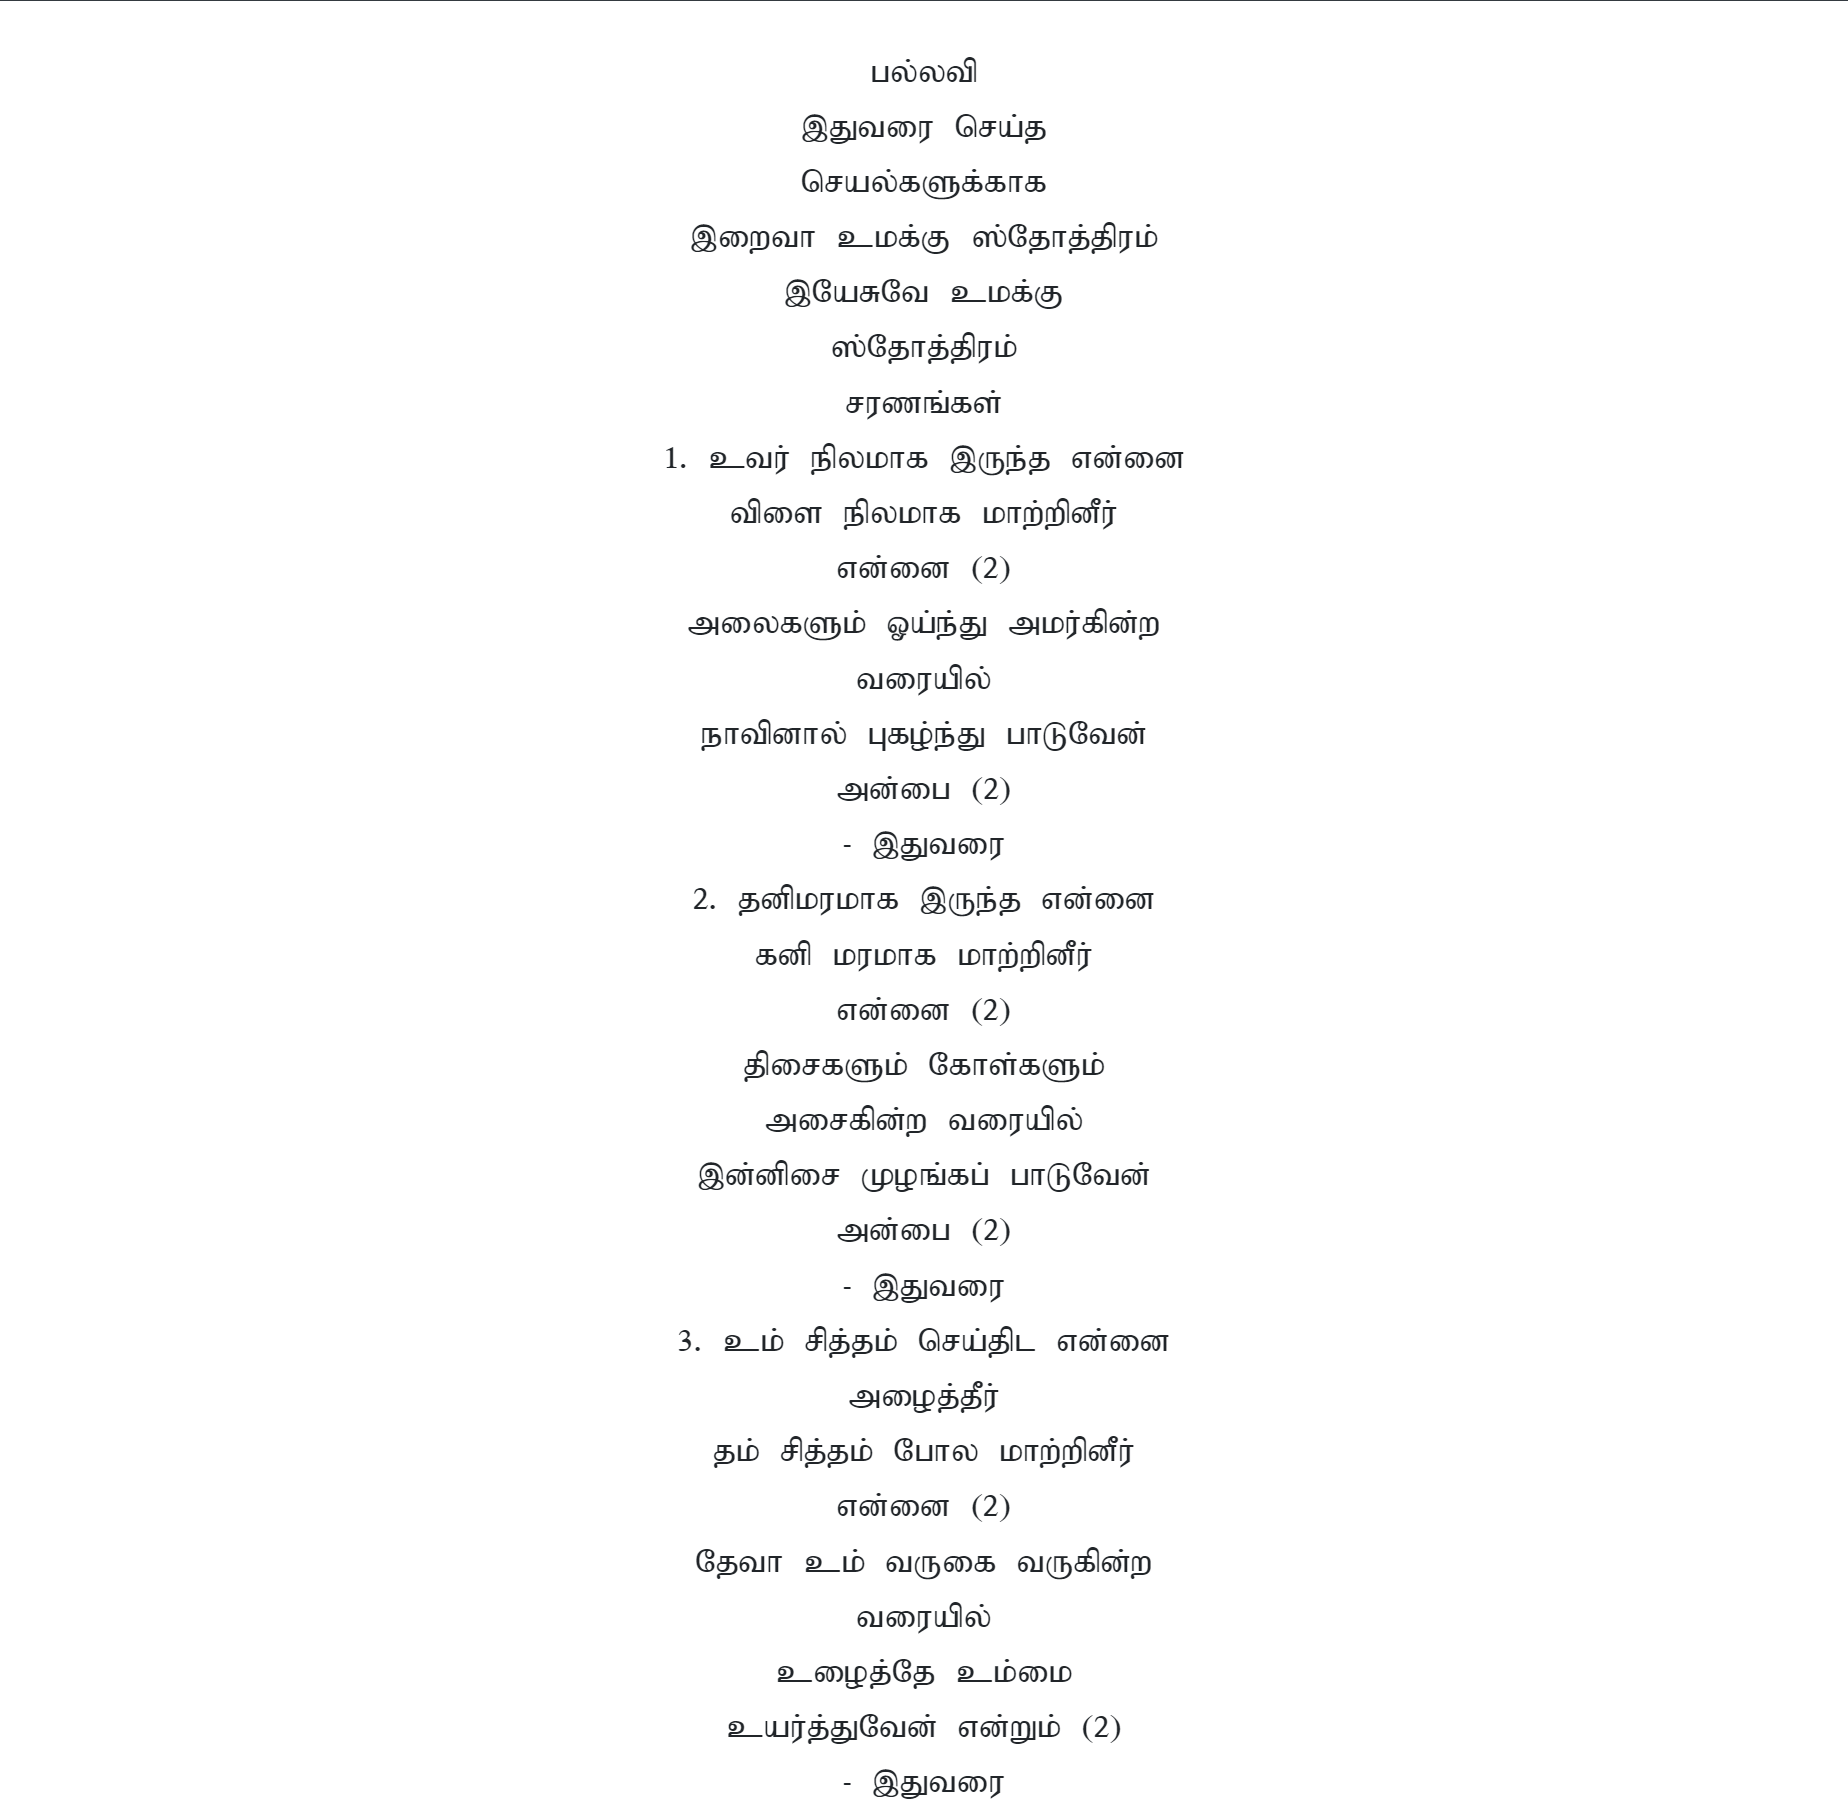 பல்லவி
இதுவரை செய்த
செயல்களுக்காக
இறைவா உமக்கு ஸ்தோத்திரம்
இயேசுவே உமக்கு
ஸ்தோத்திரம்
சரணங்கள்
1. உவர் நிலமாக இருந்த என்னை
விளை நிலமாக மாற்றினீர்
என்னை (2)
அலைகளும் ஓய்ந்து அமர்கின்ற
வரையில்
நாவினால் புகழ்ந்து பாடுவேன்
அன்பை (2)
- இதுவரை
2. தனிமரமாக இருந்த என்னை
கனி மரமாக மாற்றினீர்
என்னை (2)
திசைகளும் கோள்களும்
அசைகின்ற வரையில்
இன்னிசை முழங்கப் பாடுவேன்
அன்பை (2)
- இதுவரை
3. உம் சித்தம் செய்திட என்னை
அழைத்தீர்
தம் சித்தம் போல மாற்றினீர்
என்னை (2)
தேவா உம் வருகை வருகின்ற
வரையில்
உழைத்தே உம்மை
உயர்த்துவேன் என்றும் (2)
- இதுவரை